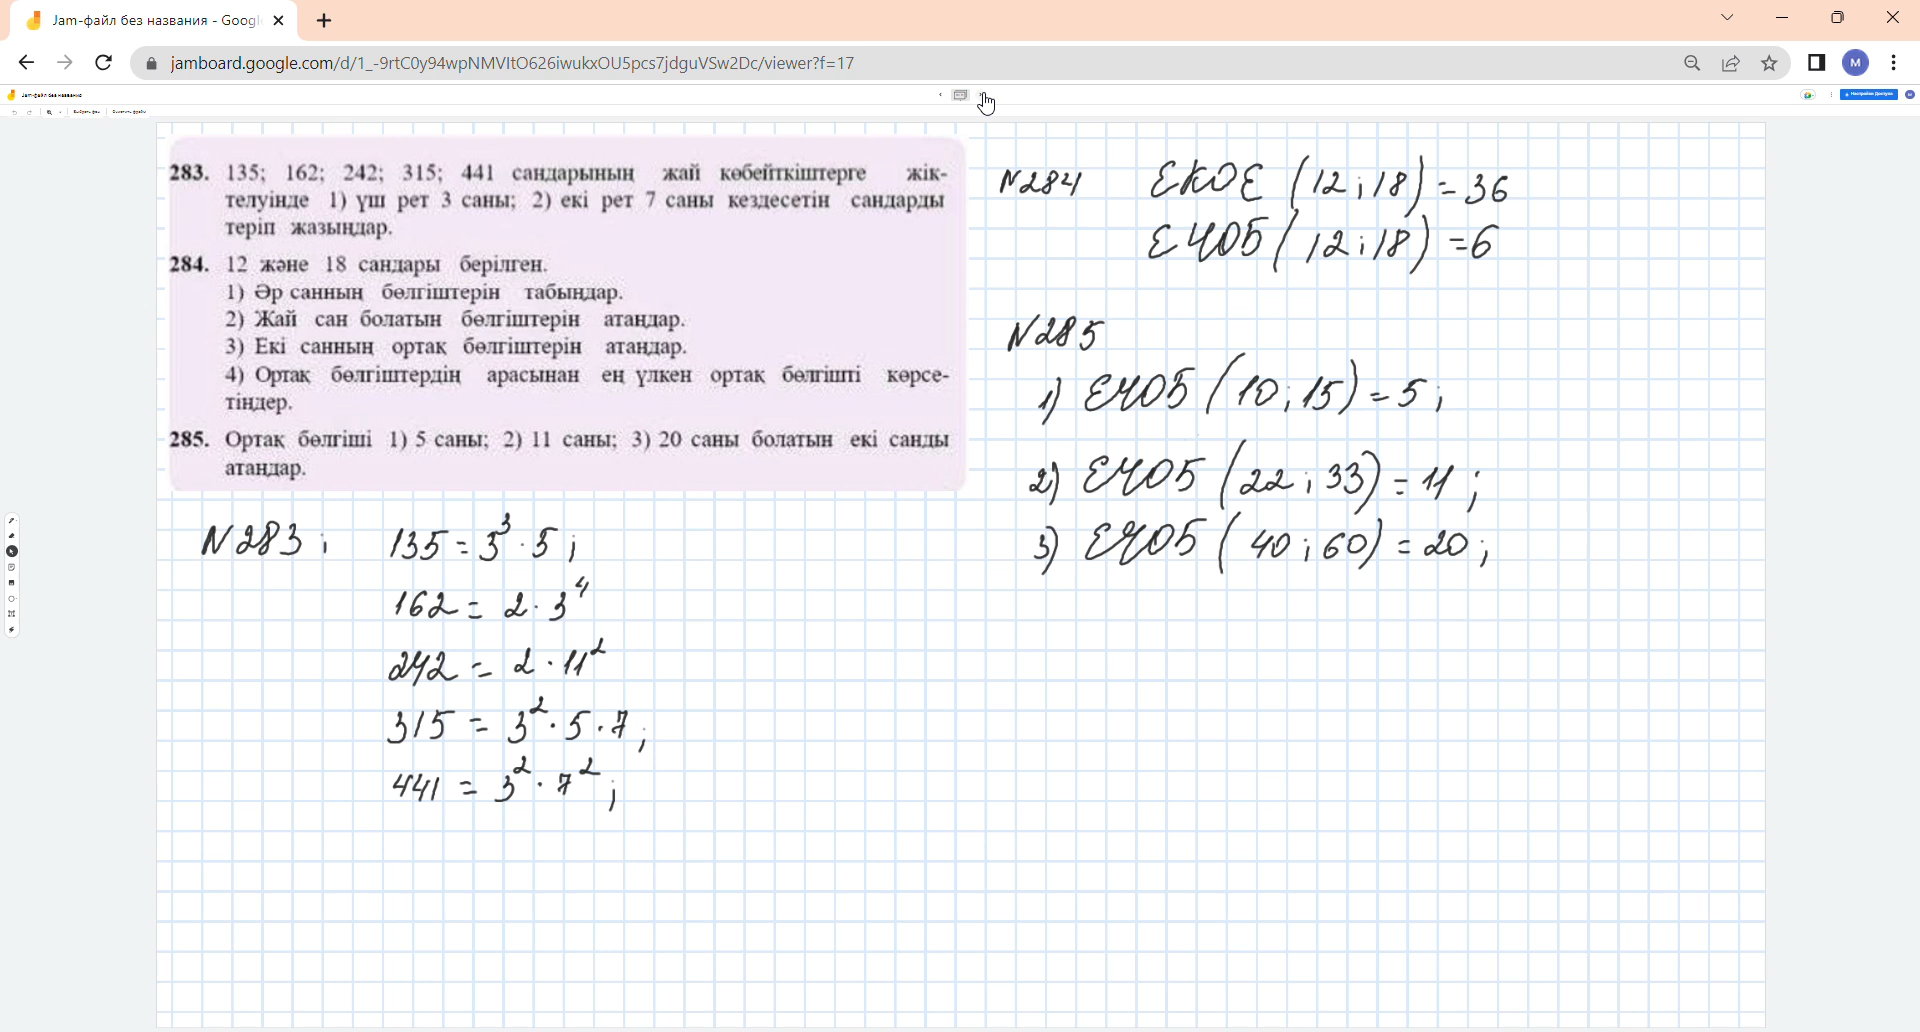 Jam-файл без названия - Googl
jamboard.google.com/d/1_-9rtC0y94wpNMVItO626iwukxOU5pcs7jdguVSw2Dc/viewer?f=17
M
Jam-файл без названия
283. 135; 162; 242; 315; 441 сандарының жай көбейткіштерге жік-
телуінде 1) үш рет 3 саны; 2) екі рет 7 саны кездесетін сандарды
теріп жазыңдар.
284. 12 және 18 сандары берілген.
1) Әр санның бөлгіштерін табыңдар.
2) Жай сан болатын бөлгіштерін атаңдар.
3) Екі санның ортақ бөлгіштерін атаңдар.
4) Ортақ бөлгіштердің арасынан ең үлкен ортақ бөлгішті көрсе-
тіңдер.
285. Ортақ бөлгіші 1) 5 саны; 2) 11 саны; 3) 20 саны болатын екі санды
атаңдар.
N283; 135=3³·5;
162=2·3⁴
242=2·11²
315=3²·5·7;
441=3²·7²;
N284 ЕКОЕ (12;18)=36
ЕҮОБ (12;18)=6
N285
1) ЕҮОБ (10;15)=5;
2) ЕҮОБ (22;33)=11;
3) ЕҮОБ (40;60)=20;